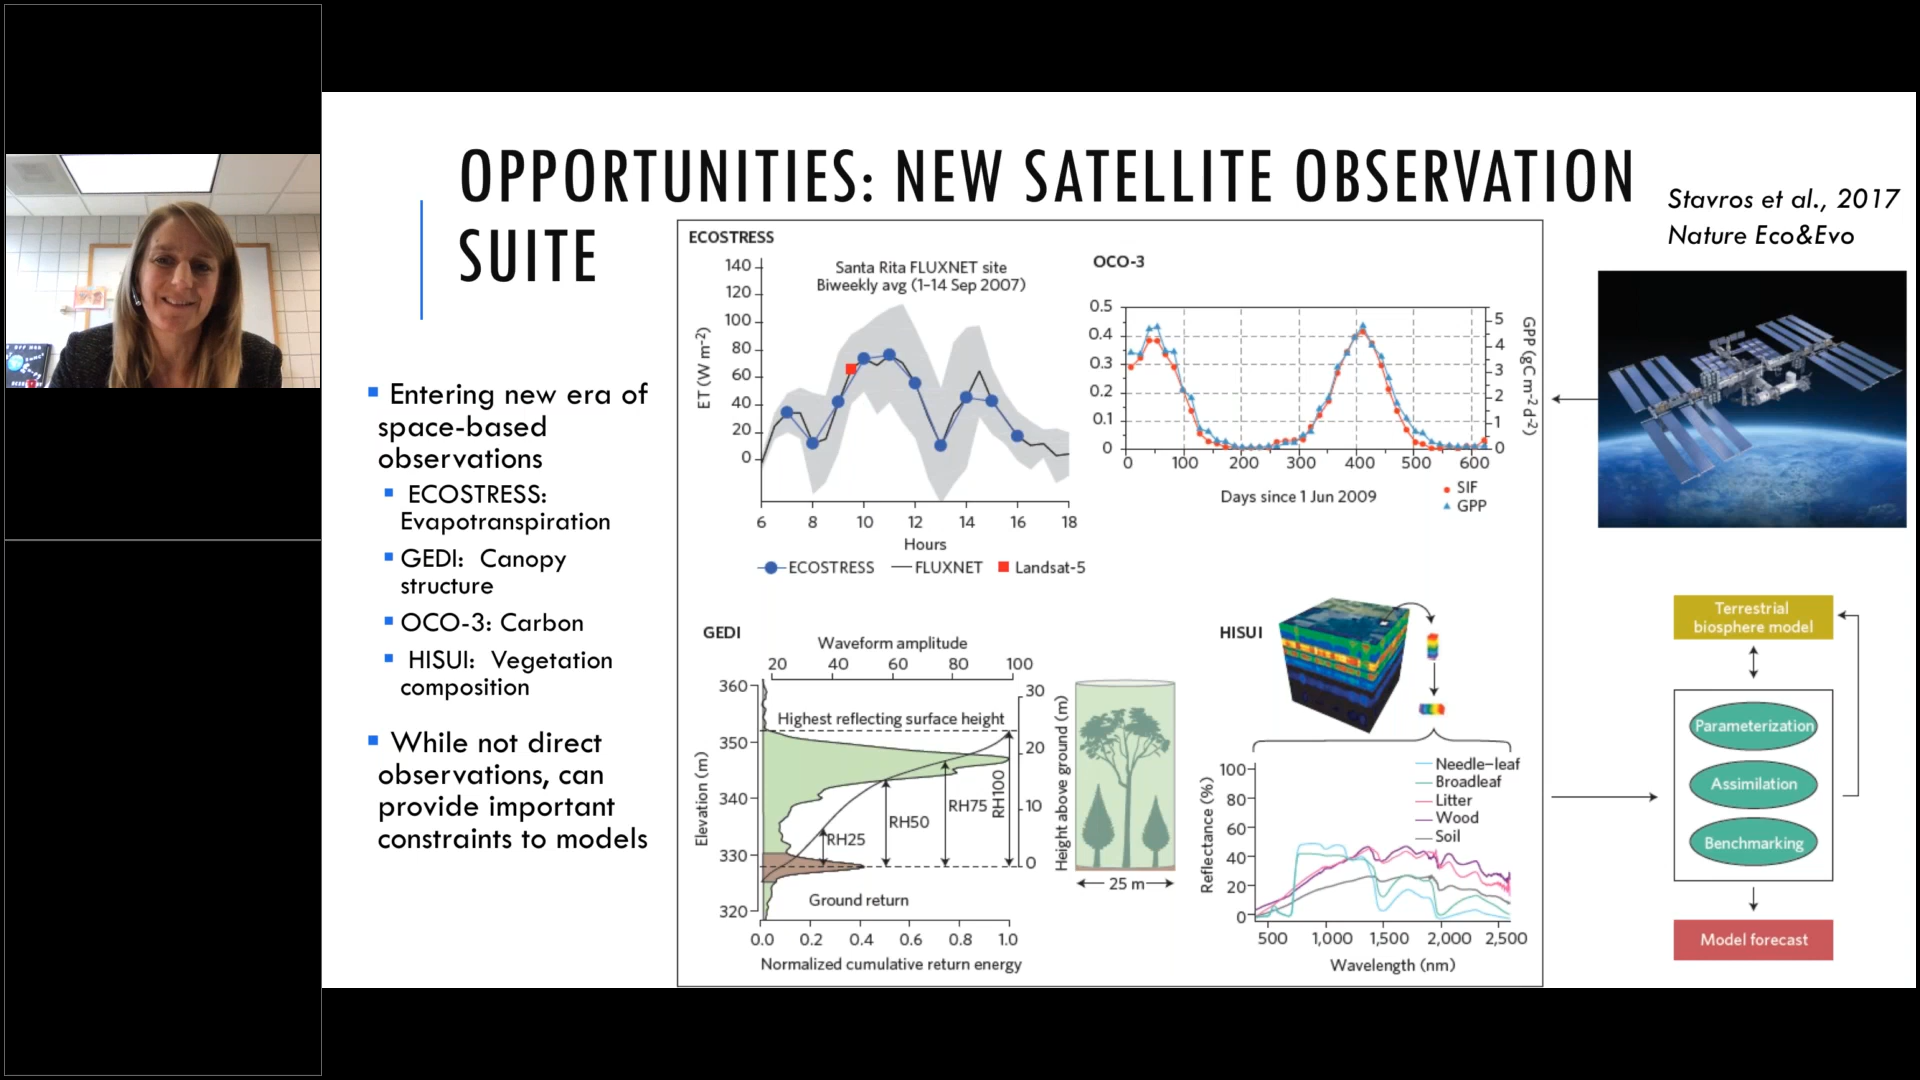 OPPORTUNITIES: NEW SATELLITE OBSERVATION
SUITE
Stavros et al., 2017
Nature Eco&Evo
Entering new era of
space-based
observations
ECOSTRESS:
Evapotranspiration
GEDI: Canopy
structure
OCO-3: Carbon
HISUI: Vegetation
composition
While not direct
observations, can
provide important
constraints to models
ECOSTRESS
Santa Rita FLUXNET site
Biweekly avg (1–14 Sep 2007)
ET (W m⁻²)
140
120
100
80
60
40
20
0
6 8 10 12 14 16 18
Hours
ECOSTRESS FLUXNET Landsat-5
OCO-3
0.5
0.4
0.3
0.2
0.1
0
5
4
3
2
1
0
GPP (gC m⁻² d⁻²)
0 100 200 300 400 500 600
Days since 1 Jun 2009
SIF
GPP
GEDI
Waveform amplitude
20 40 60 80 100
360
350
340
330
320
Elevation (m)
30
20
10
0
Height above ground (m)
Highest reflecting surface height
RH25
RH50
RH75
RH100
Ground return
0.0 0.2 0.4 0.6 0.8 1.0
Normalized cumulative return energy
25 m
HISUI
Needle–leaf
Broadleaf
Litter
Wood
Soil
Reflectance (%)
100
80
60
40
20
0
500 1,000 1,500 2,000 2,500
Wavelength (nm)
Terrestrial
biosphere model
Parameterization
Assimilation
Benchmarking
Model forecast